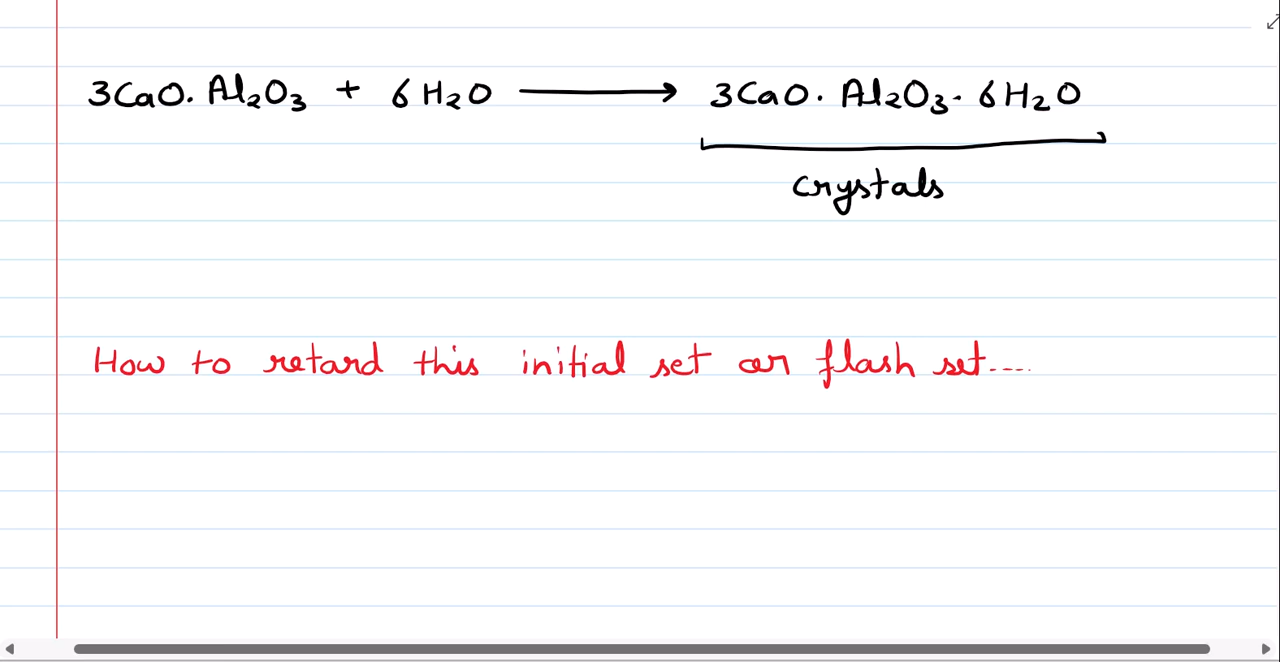 3CaO. Al₂O₃ + 6H₂O ⟶ 3CaO. Al₂O₃. 6H₂O
crystals
How to retard this initial set or flash set....